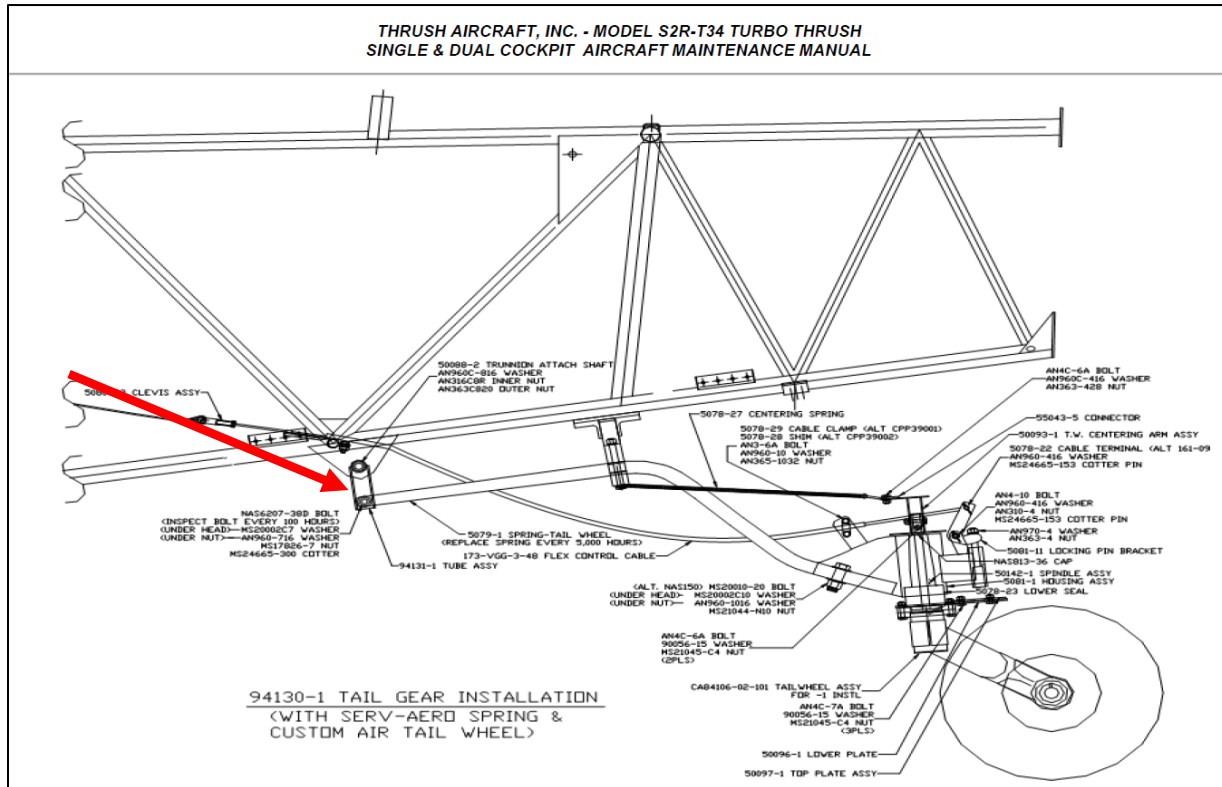 THRUSH AIRCRAFT, INC. - MODEL S2R-T34 TURBO THRUSH
SINGLE & DUAL COCKPIT AIRCRAFT MAINTENANCE MANUAL
50088-2 TRUNNION ATTACH SHAFT
AN960C-816 WASHER
AN316C8R INNER NUT
AN363C820 OUTER NUT
CLEVIS ASSY
5078-27 CENTERING SPRING
5078-29 CABLE CLAMP (ALT CPP39001)
5078-28 SHIM (ALT CPP39002)
AN3-6A BOLT
AN960-10 WASHER
AN365-1032 NUT
AN4C-6A BOLT
AN960C-416 WASHER
AN363-428 NUT
55043-5 CONNECTOR
50093-1 T.W. CENTERING ARM ASSY
5078-22 CABLE TERMINAL (ALT 161-09
AN960-416 WASHER
MS24665-153 COTTER PIN
AN4-10 BOLT
AN960-416 WASHER
AN310-4 NUT
MS24665-153 COTTER PIN
AN970-4 WASHER
AN363-4 NUT
5081-11 LOCKING PIN BRACKET
NAS813-36 CAP
50142-1 SPINDLE ASSY
5081-1 HOUSING ASSY
5078-23 LOWER SEAL
NAS6207-38D BOLT
(INSPECT BOLT EVERY 100 HOURS)
(UNDER HEAD)-MS20002C7 WASHER
(UNDER NUT)-AN960-716 WASHER
MS17826-7 NUT
MS24665-300 COTTER
5079-1 SPRING-TAIL WHEEL
(REPLACE SPRING EVERY 5,000 HOURS)
173-VGG-3-48 FLEX CONTROL CABLE
94131-1 TUBE ASSY
(ALT. NAS150) MS20010-20 BOLT
(UNDER HEAD)- MS20002C10 WASHER
(UNDER NUT)- AN960-1016 WASHER
MS21044-N10 NUT
AN4C-6A BOLT
90056-15 WASHER
MS21045-C4 NUT
(2PLS)
CA84106-02-101 TAILWHEEL ASSY
FOR -1 INSTL
AN4C-7A BOLT
90056-15 WASHER
MS21045-C4 NUT
(3PLS)
50096-1 LOWER PLATE
50097-1 TOP PLATE ASSY
94130-1 TAIL GEAR INSTALLATION
(WITH SERV-AERO SPRING &
CUSTOM AIR TAIL WHEEL)